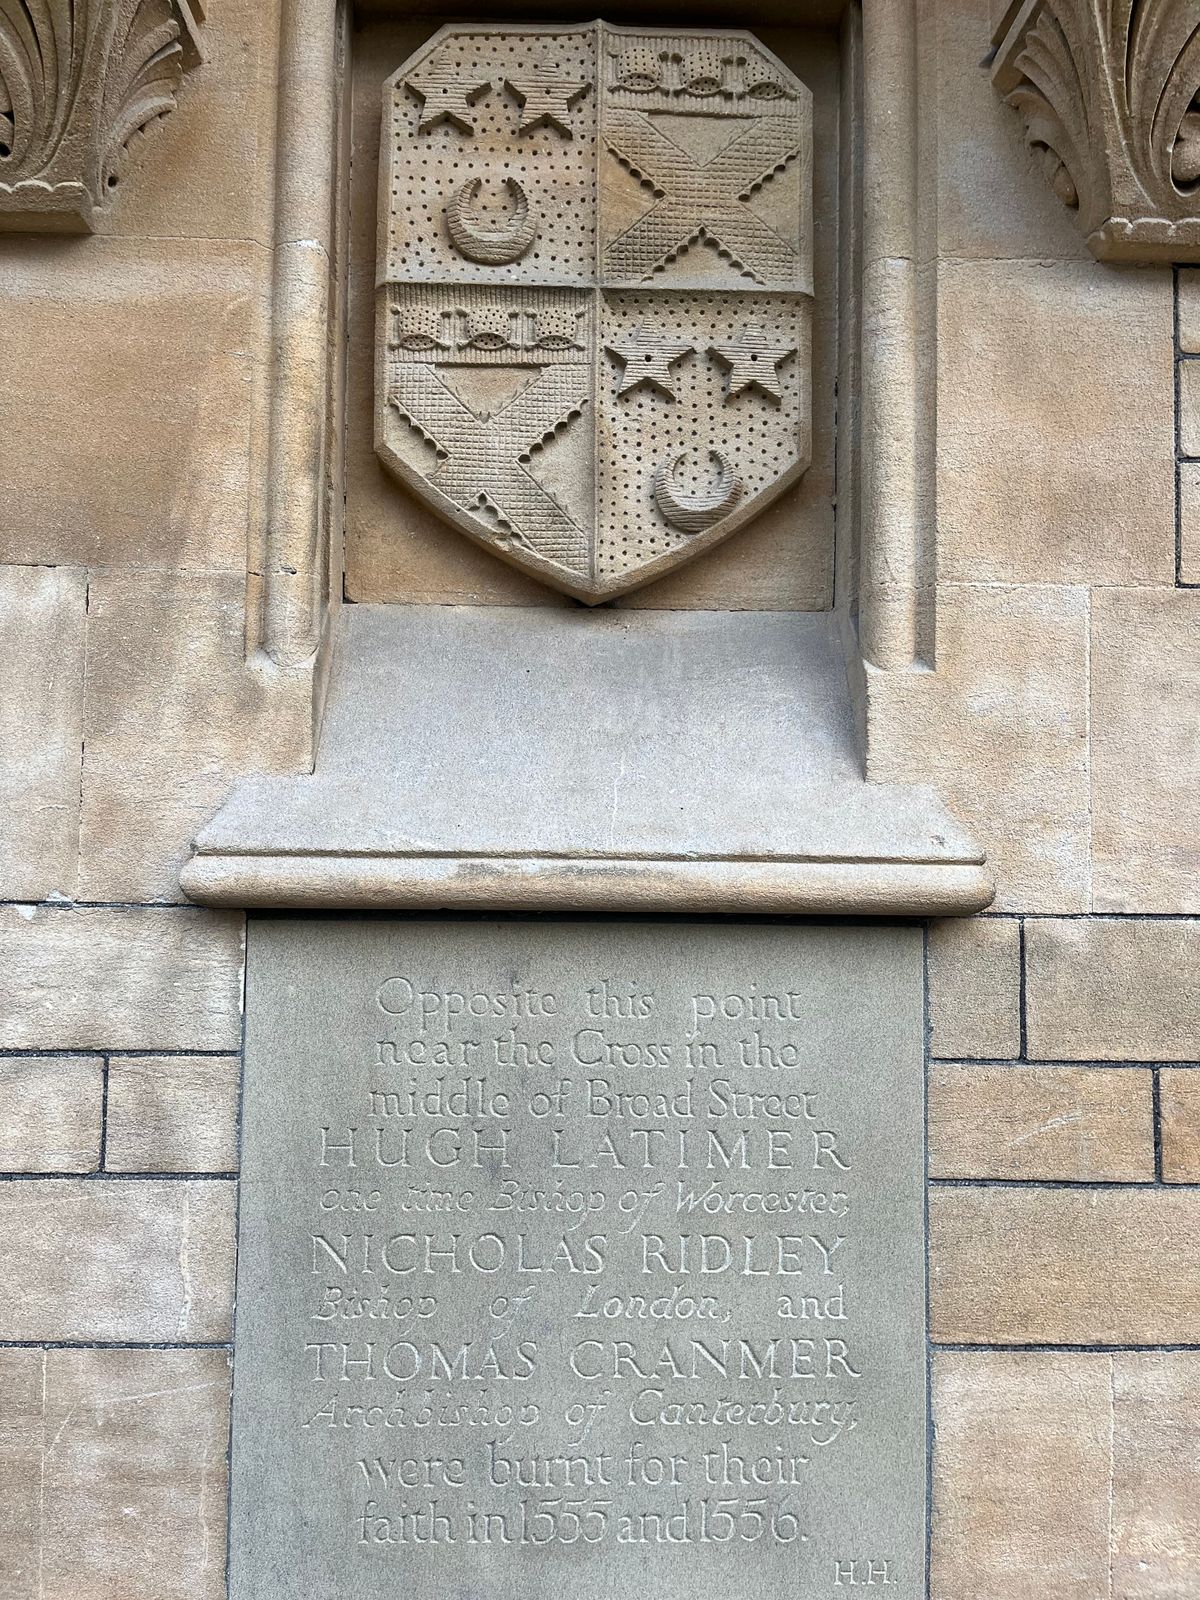 Opposite this point
near the Cross in the
middle of Broad Street
HUGH LATIMER
one time Bishop of Worcester,
NICHOLAS RIDLEY
Bishop of London, and
THOMAS CRANMER
Archbishop of Canterbury,
were burnt for their
faith in 1555 and 1556.
H.H.